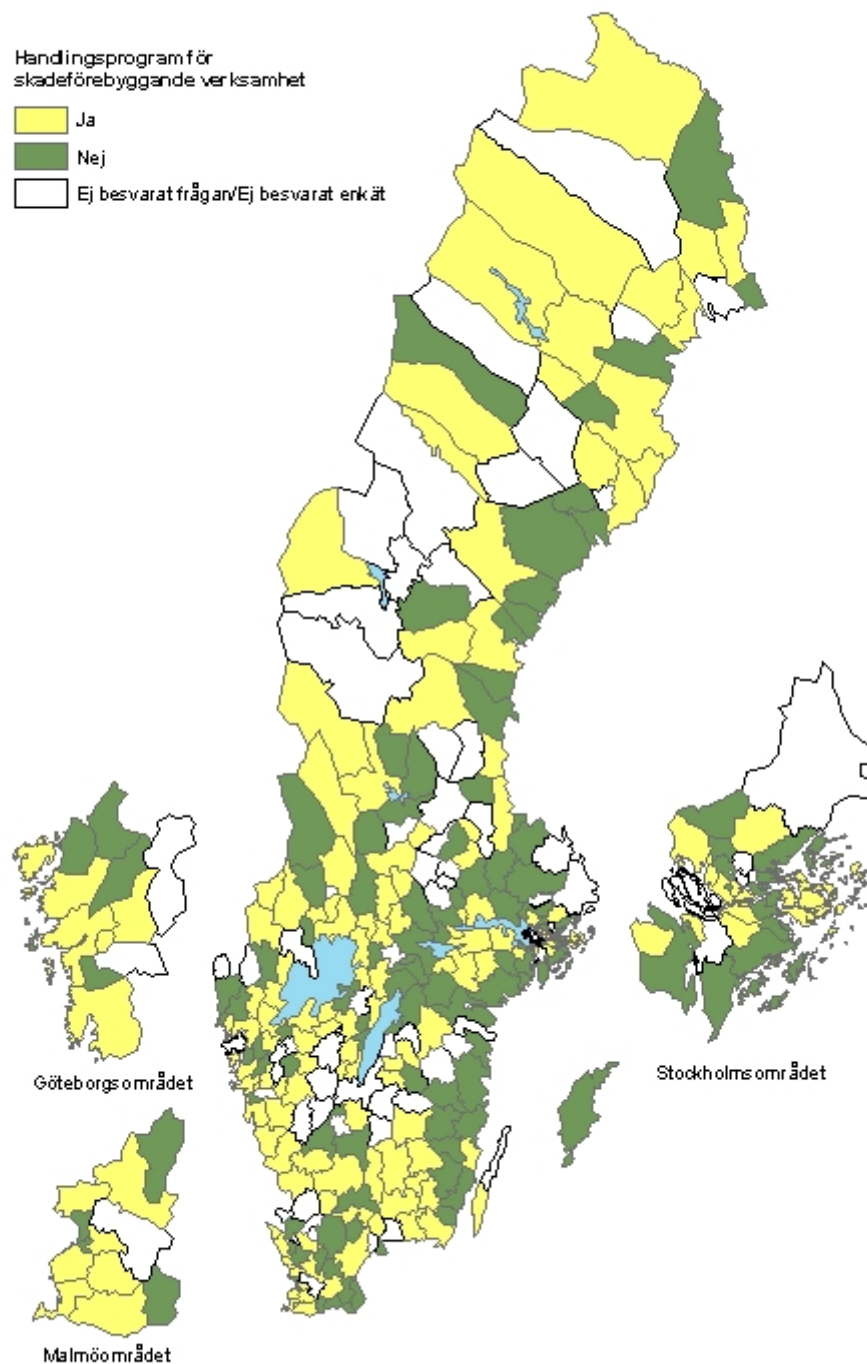 Handlingsprogram för
skadeförebyggande verksamhet
Ja
Nej
Ej besvarat frågan/Ej besvarat enkät
Göteborgsområdet
Stockholmsområdet
Malmöområdet